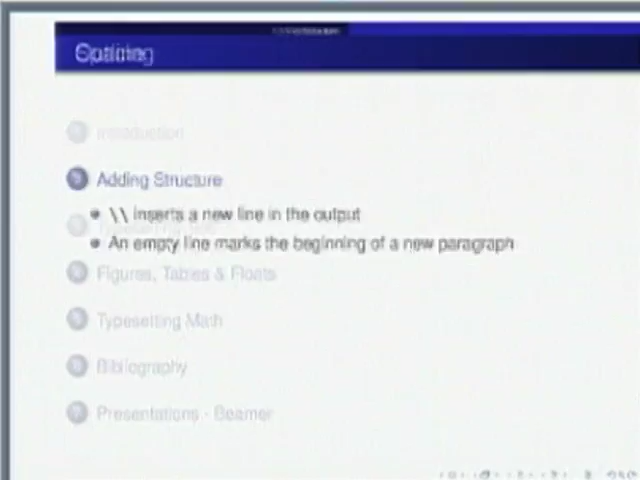 Introduction
Adding Structure
\\ inserts a new line in the output
An empty line marks the beginning of a new paragraph
Figures, Tables & Floats
Typesetting Math
Bibliography
Presentations - Beamer